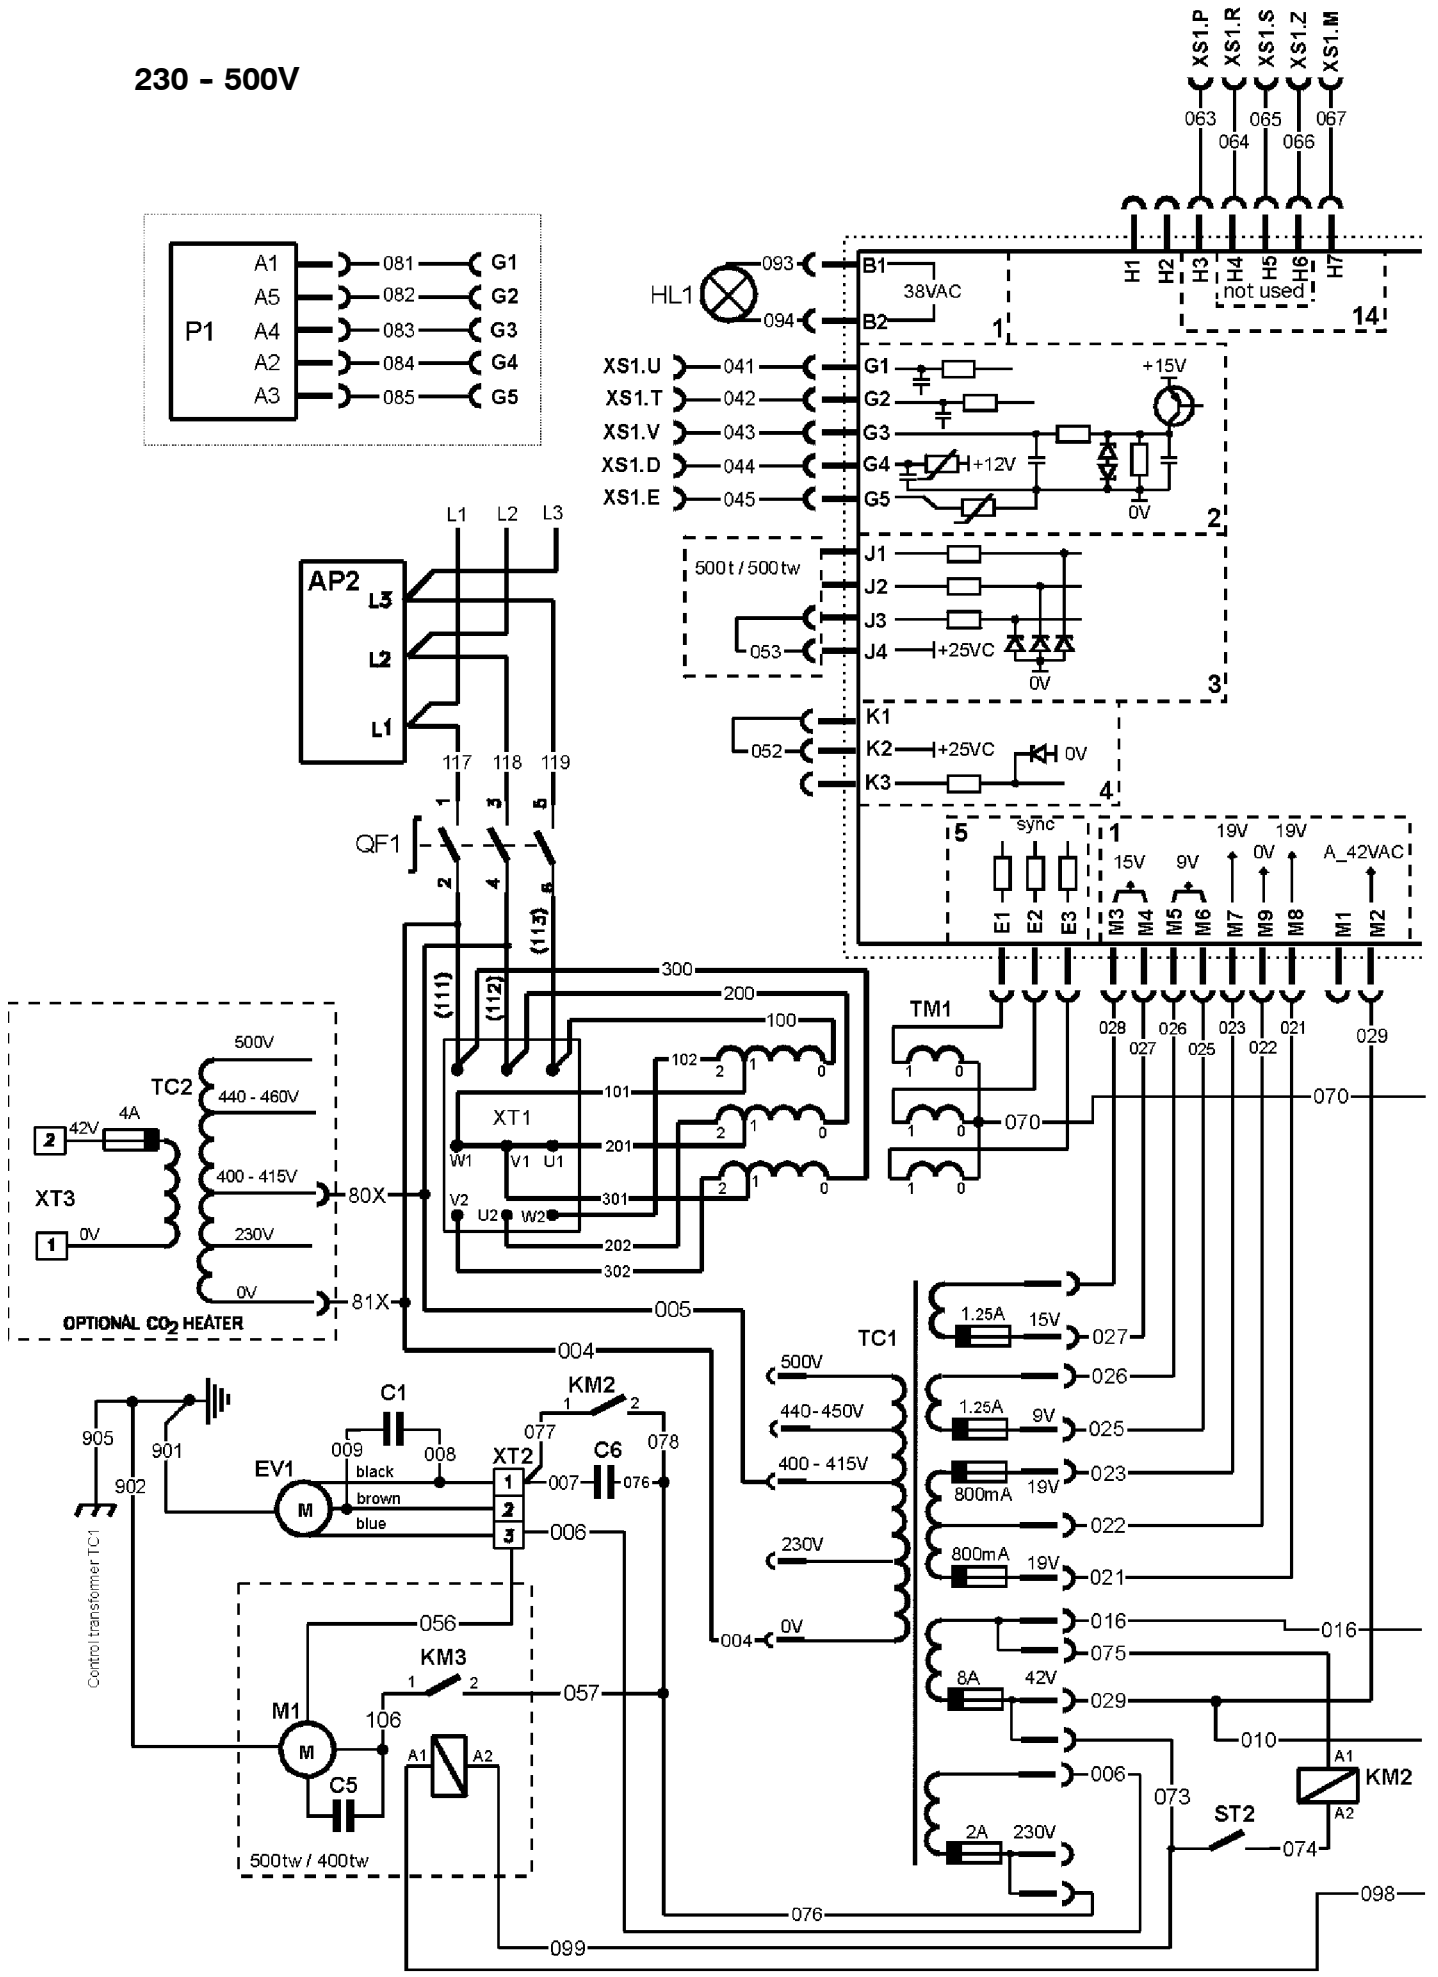 230 - 500V
XS1.P XS1.R XS1.S XS1.Z XS1.M
063 065 067
064 066
H1 H2 H3 H4 H5 H6 H7
not used
14
P1
A1 081 G1
A5 082 G2
A4 083 G3
A2 084 G4
A3 085 G5
HL1
093 B1
38VAC
094 B2
1
XS1.U 041 G1
+15V
XS1.T 042 G2
XS1.V 043 G3
XS1.D 044 G4 +12V
XS1.E 045 G5
0V
2
500t / 500tw
J1
J2
J3
053 J4 +25VC
0V
3
K1
052 K2 +25VC 0V
K3
4
L1 L2 L3
AP2
L3
L2
L1
117 118 119
1 3 5
QF1
2 4 6
(111) (112) (113)
5
sync
E1 E2 E3
1
15V 9V 19V 0V 19V A_42VAC
M3 M4 M5 M6 M7 M9 M8 M1 M2
028 026 023 021 029
027 025 022
300
200
100
102 2 1 0
101
XT1
2 1 0
201
W1 V1 U1
2 1 0
301
V2
U2 W2
202
302
TM1
1 0
1 0
1 0
070
070
500V
TC2
440 - 460V
4A
42V
2
400 - 415V
80X
XT3
0V
1
230V
0V
81X
OPTIONAL CO2 HEATER
005
004
TC1
500V
440-450V
400 - 415V
230V
004 0V
1.25A 15V 027
026
1.25A 9V 025
023
800mA 19V
022
800mA 19V 021
016 016
075
8A 42V 029
010
006
073
2A 230V
A1
KM2
A2
ST2
074
098
905 901
902
Control transformer TC1
C1
009 008
EV1
M
black
brown
blue
XT2
1
2
3
KM2
1 2
077 078
C6
007 076
006
056
KM3
1 2
057
M1
M
106
C5
A1 A2
500tw / 400tw
076
099